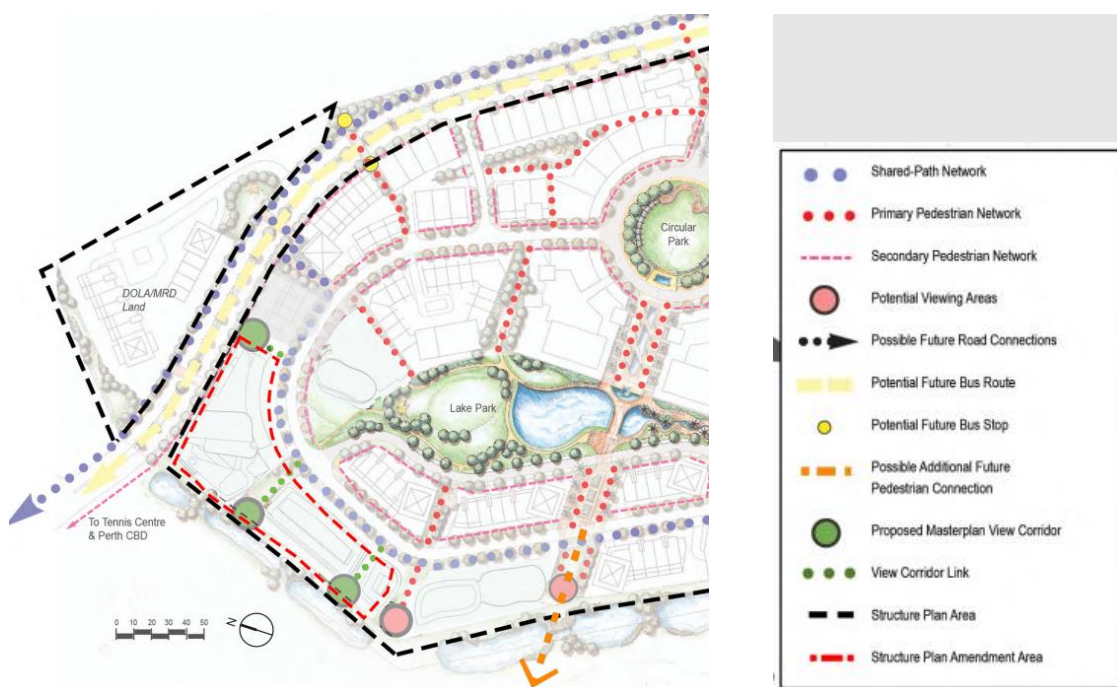 Circular
Park
DOLA/MRD
Land
Lake Park
To Tennis Centre
& Perth CBD
0 10 20 30 40 50
N
Shared-Path Network
Primary Pedestrian Network
Secondary Pedestrian Network
Potential Viewing Areas
Possible Future Road Connections
Potential Future Bus Route
Potential Future Bus Stop
Possible Additional Future
Pedestrian Connection
Proposed Masterplan View Corridor
View Corridor Link
Structure Plan Area
Structure Plan Amendment Area